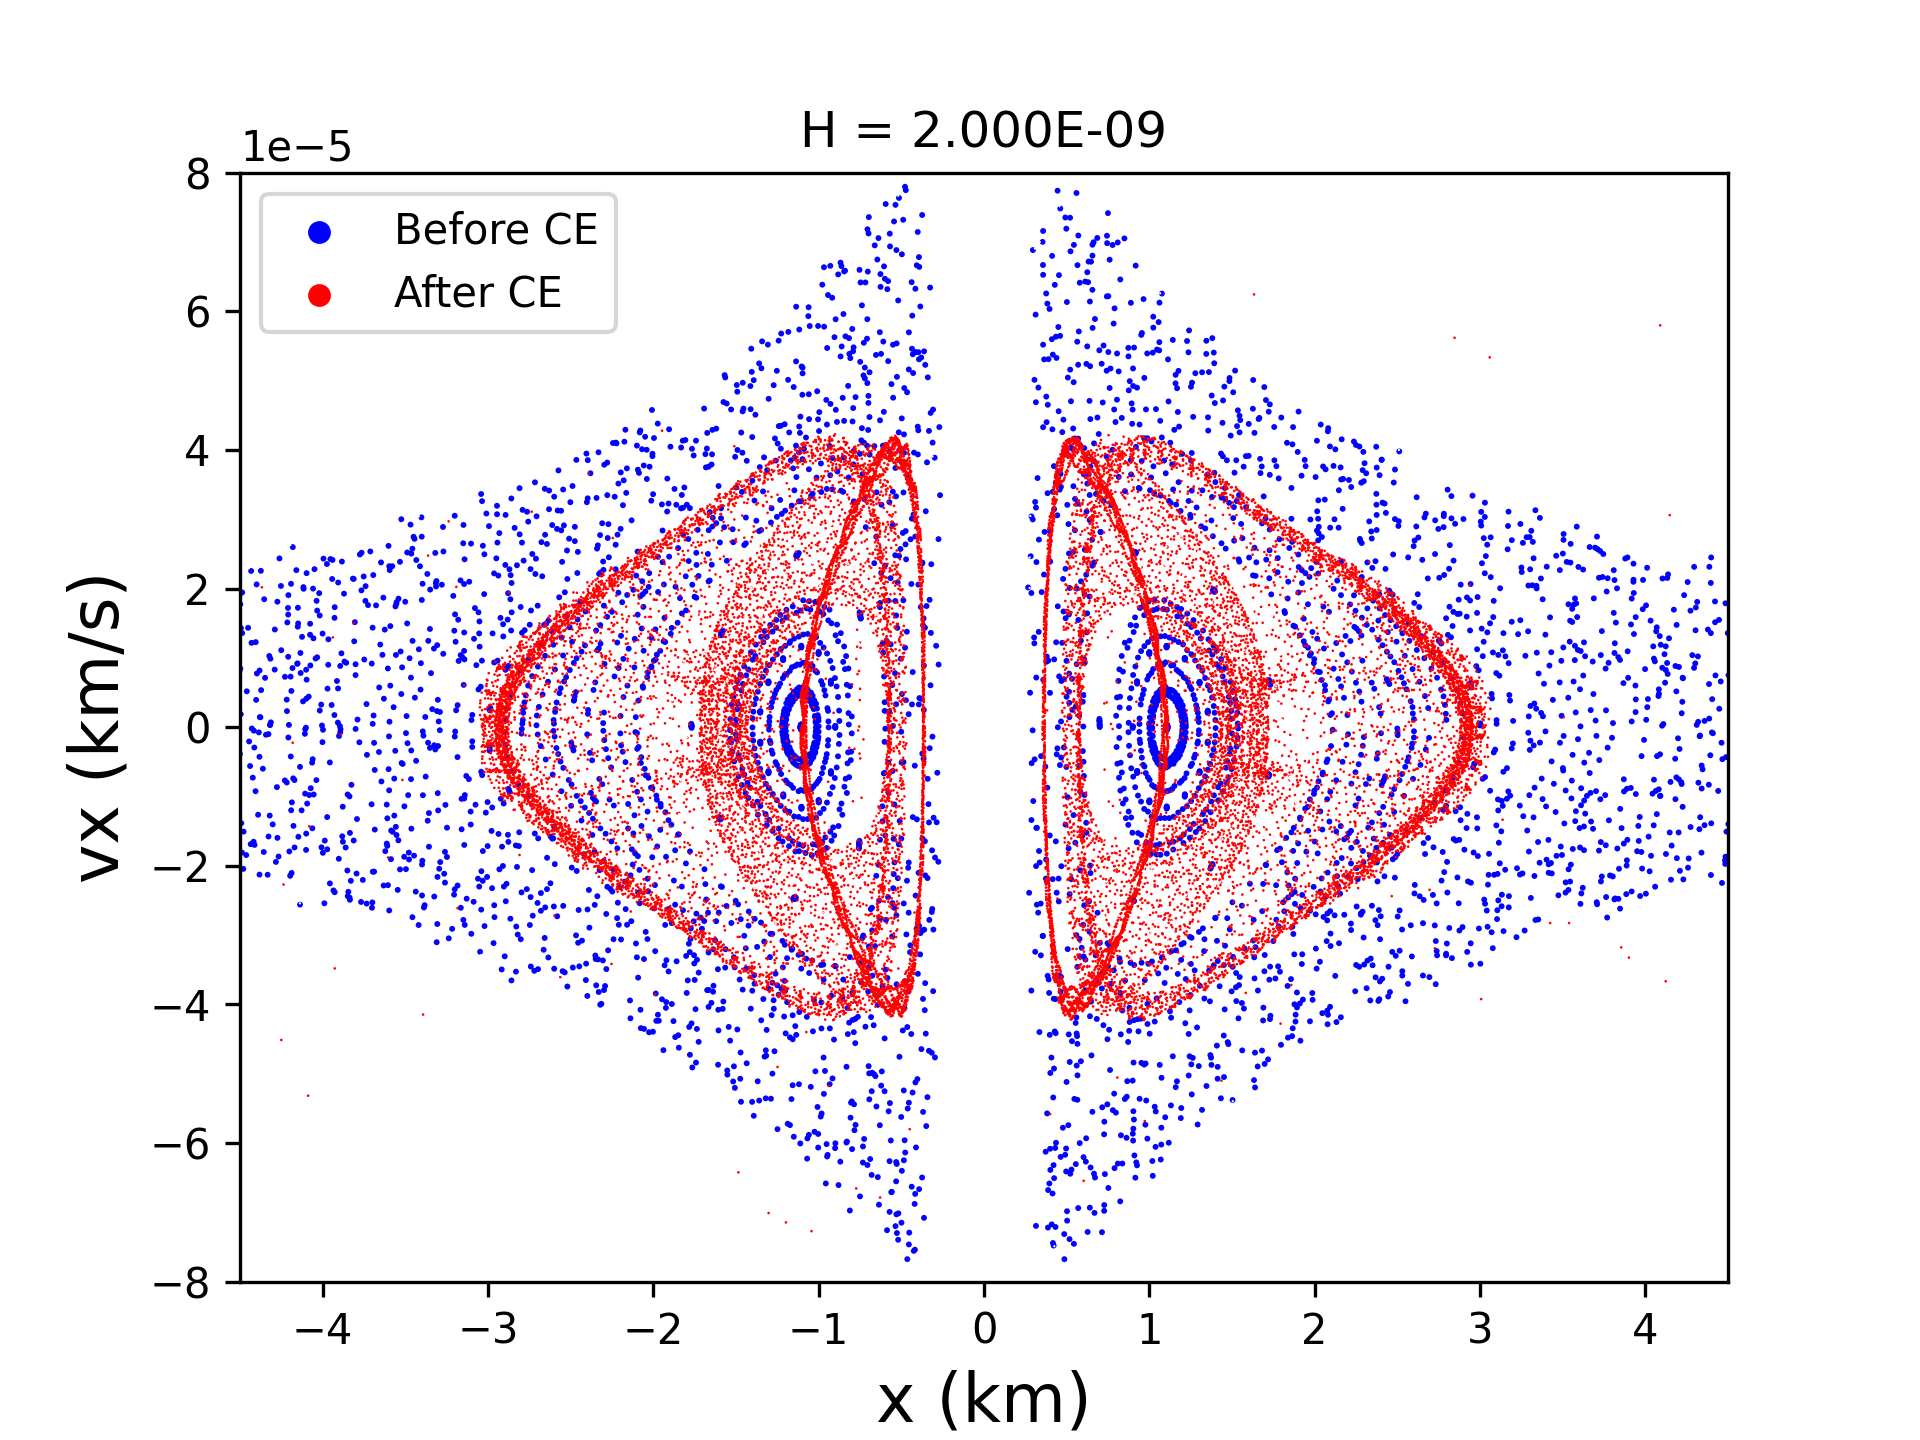 H = 2.000E-09
1e−5
8
6
4
2
0
−2
−4
−6
−8
Before CE
After CE
vx (km/s)
−4 −3 −2 −1 0 1 2 3 4
x (km)